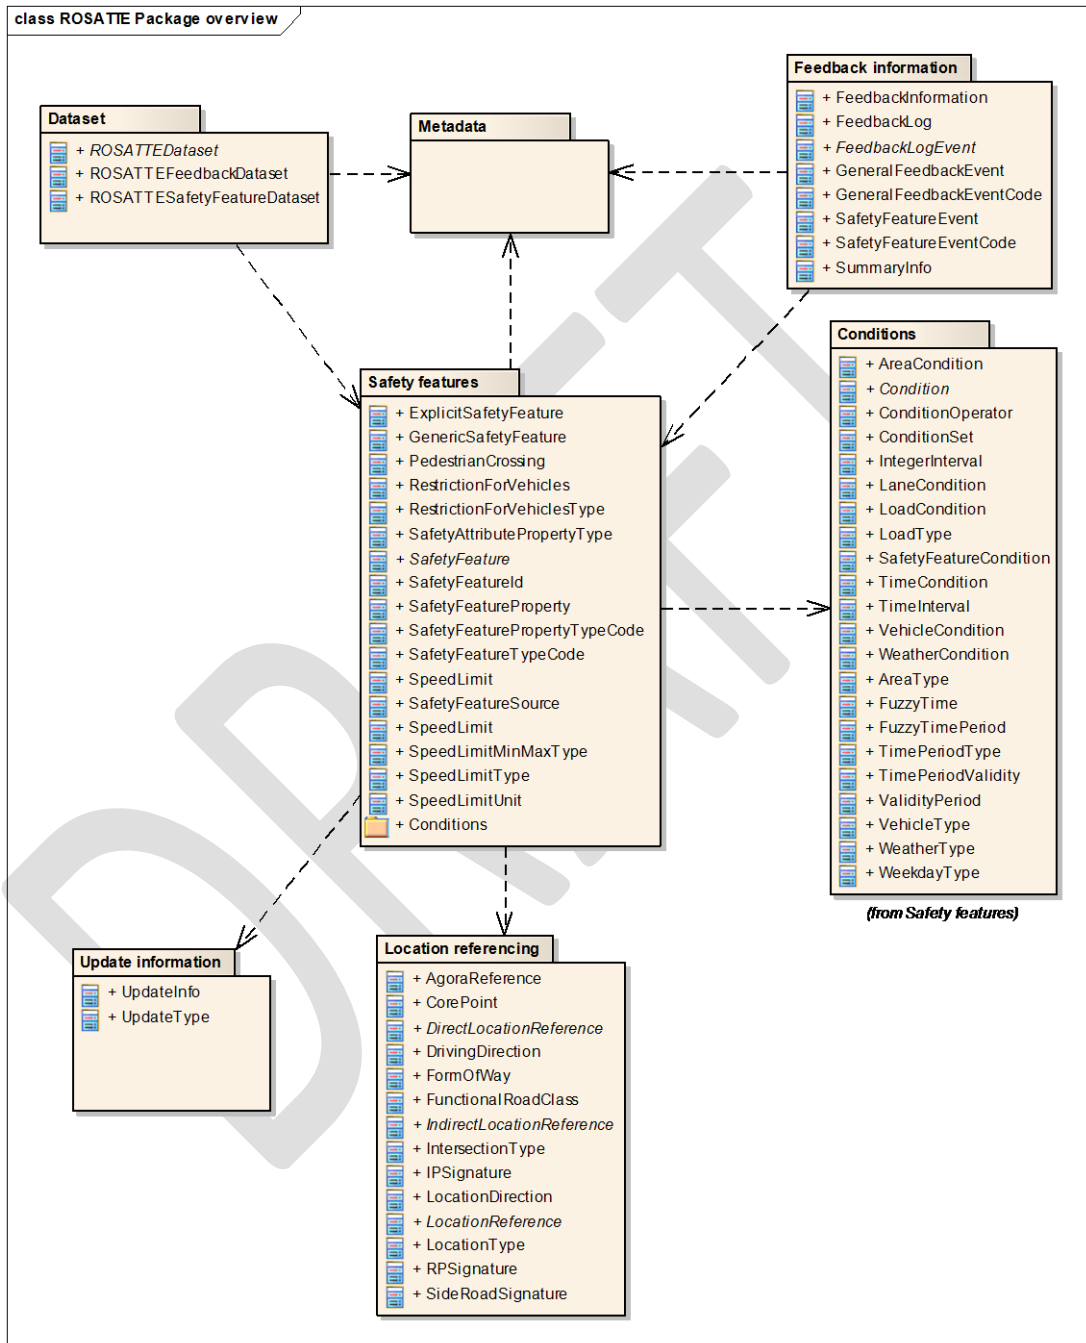 class ROSATTE Package overview
Dataset
+ ROSATTEDataset
+ ROSATTEFeedbackDataset
+ ROSATTESafetyFeatureDataset
Metadada
Feedback information
+ FeedbackInformation
+ FeedbackLog
+ FeedbackLogEvent
+ GeneralFeedbackEvent
+ GeneralFeedbackEventCode
+ SafetyFeatureEvent
+ SafetyFeatureEventCode
+ SummaryInfo
Safety features
+ ExplicitSafetyFeature
+ GenericSafetyFeature
+ PedestrianCrossing
+ RestrictionForVehicles
+ RestrictionForVehiclesType
+ SafetyAttributePropertyType
+ SafetyFeature
+ SafetyFeatureId
+ SafetyFeatureProperty
+ SafetyFeaturePropertyTypeCode
+ SafetyFeatureTypeCode
+ SpeedLimit
+ SafetyFeatureSource
+ SpeedLimit
+ SpeedLimitMinMaxType
+ SpeedLimitType
+ SpeedLimitUnit
+ Conditions
Conditions
+ AreaCondition
+ Condition
+ ConditionOperator
+ ConditionSet
+ IntegerInterval
+ LaneCondition
+ LoadCondition
+ LoadType
+ SafetyFeatureCondition
+ TimeCondition
+ TimeInterval
+ VehicleCondition
+ WeatherCondition
+ AreaType
+ FuzzyTime
+ FuzzyTimePeriod
+ TimePeriodType
+ TimePeriodValidity
+ ValidityPeriod
+ VehicleType
+ WeatherType
+ WeekdayType
(from Safety features)
Update information
+ UpdateInfo
+ UpdateType
Location referencing
+ AgoraReference
+ CorePoint
+ DirectLocationReference
+ DrivingDirection
+ FormOfWay
+ FunctionalRoadClass
+ IndirectLocationReference
+ IntersectionType
+ IPSignature
+ LocationDirection
+ LocationReference
+ LocationType
+ RPSignature
+ SideRoadSignature
DRAFT